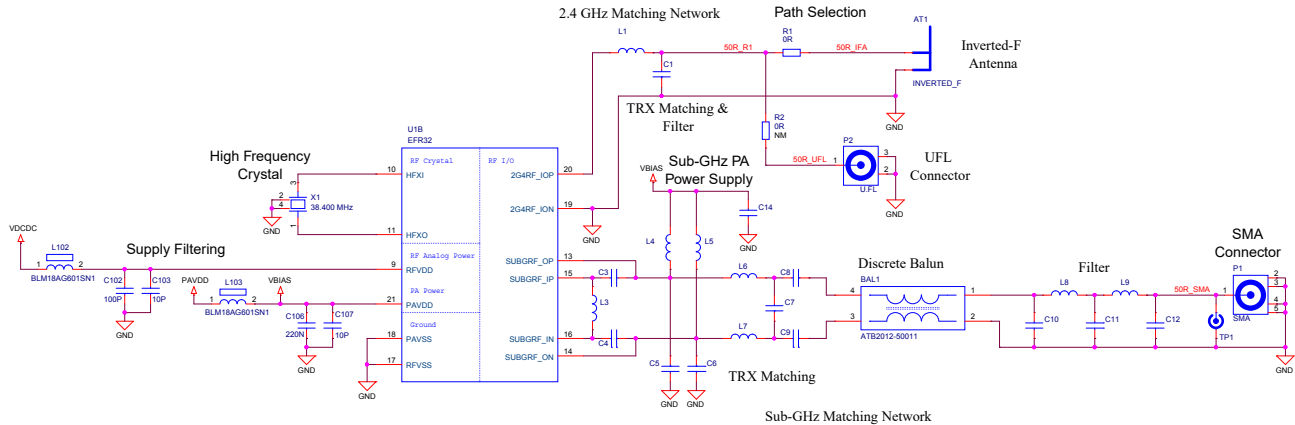 2.4 GHz Matching Network
Path Selection
L1
R1
0R
AT1
50R_R1
50R_IFA
Inverted-F
Antenna
C1
INVERTED_F
TRX Matching &
Filter
GND
R2
0R
NM
U1B
EFR32
P2
High Frequency
Crystal
RF Crystal
RF I/O
Sub-GHz PA
Power Supply
50R_UFL
1
3
2
U.FL
UFL
Connector
10
HFXI
2G4RF_IOP
20
VBIAS
3
X1
38.400 MHz
2
4
1
GND
2G4RF_ION
19
C14
GND
GND
GND
11
HFXO
VDCDC
L102
1
2
BLM18AG601SN1
Supply Filtering
RF Analog Power
L4
L5
SMA
Connector
SUBGRF_OP
13
9
RFVDD
SUBGRF_IP
15
C3
L6
C8
Discrete Balun
Filter
P1
C102
100P
C103
10P
PAVDD
L103
VBIAS
PA Power
BAL1
4
1
L8
L9
50R_SMA
1
2
3
4
5
SMA
1
2
BLM18AG601SN1
21
PAVDD
L3
C7
GND
C106
220N
C107
10P
Ground
3
2
C10
C11
C12
TP1
18
PAVSS
SUBGRF_IN
16
C4
L7
C9
ATB2012-50011
17
RFVSS
SUBGRF_ON
14
GND
GND
C5
C6
TRX Matching
GND
GND
GND
Sub-GHz Matching Network